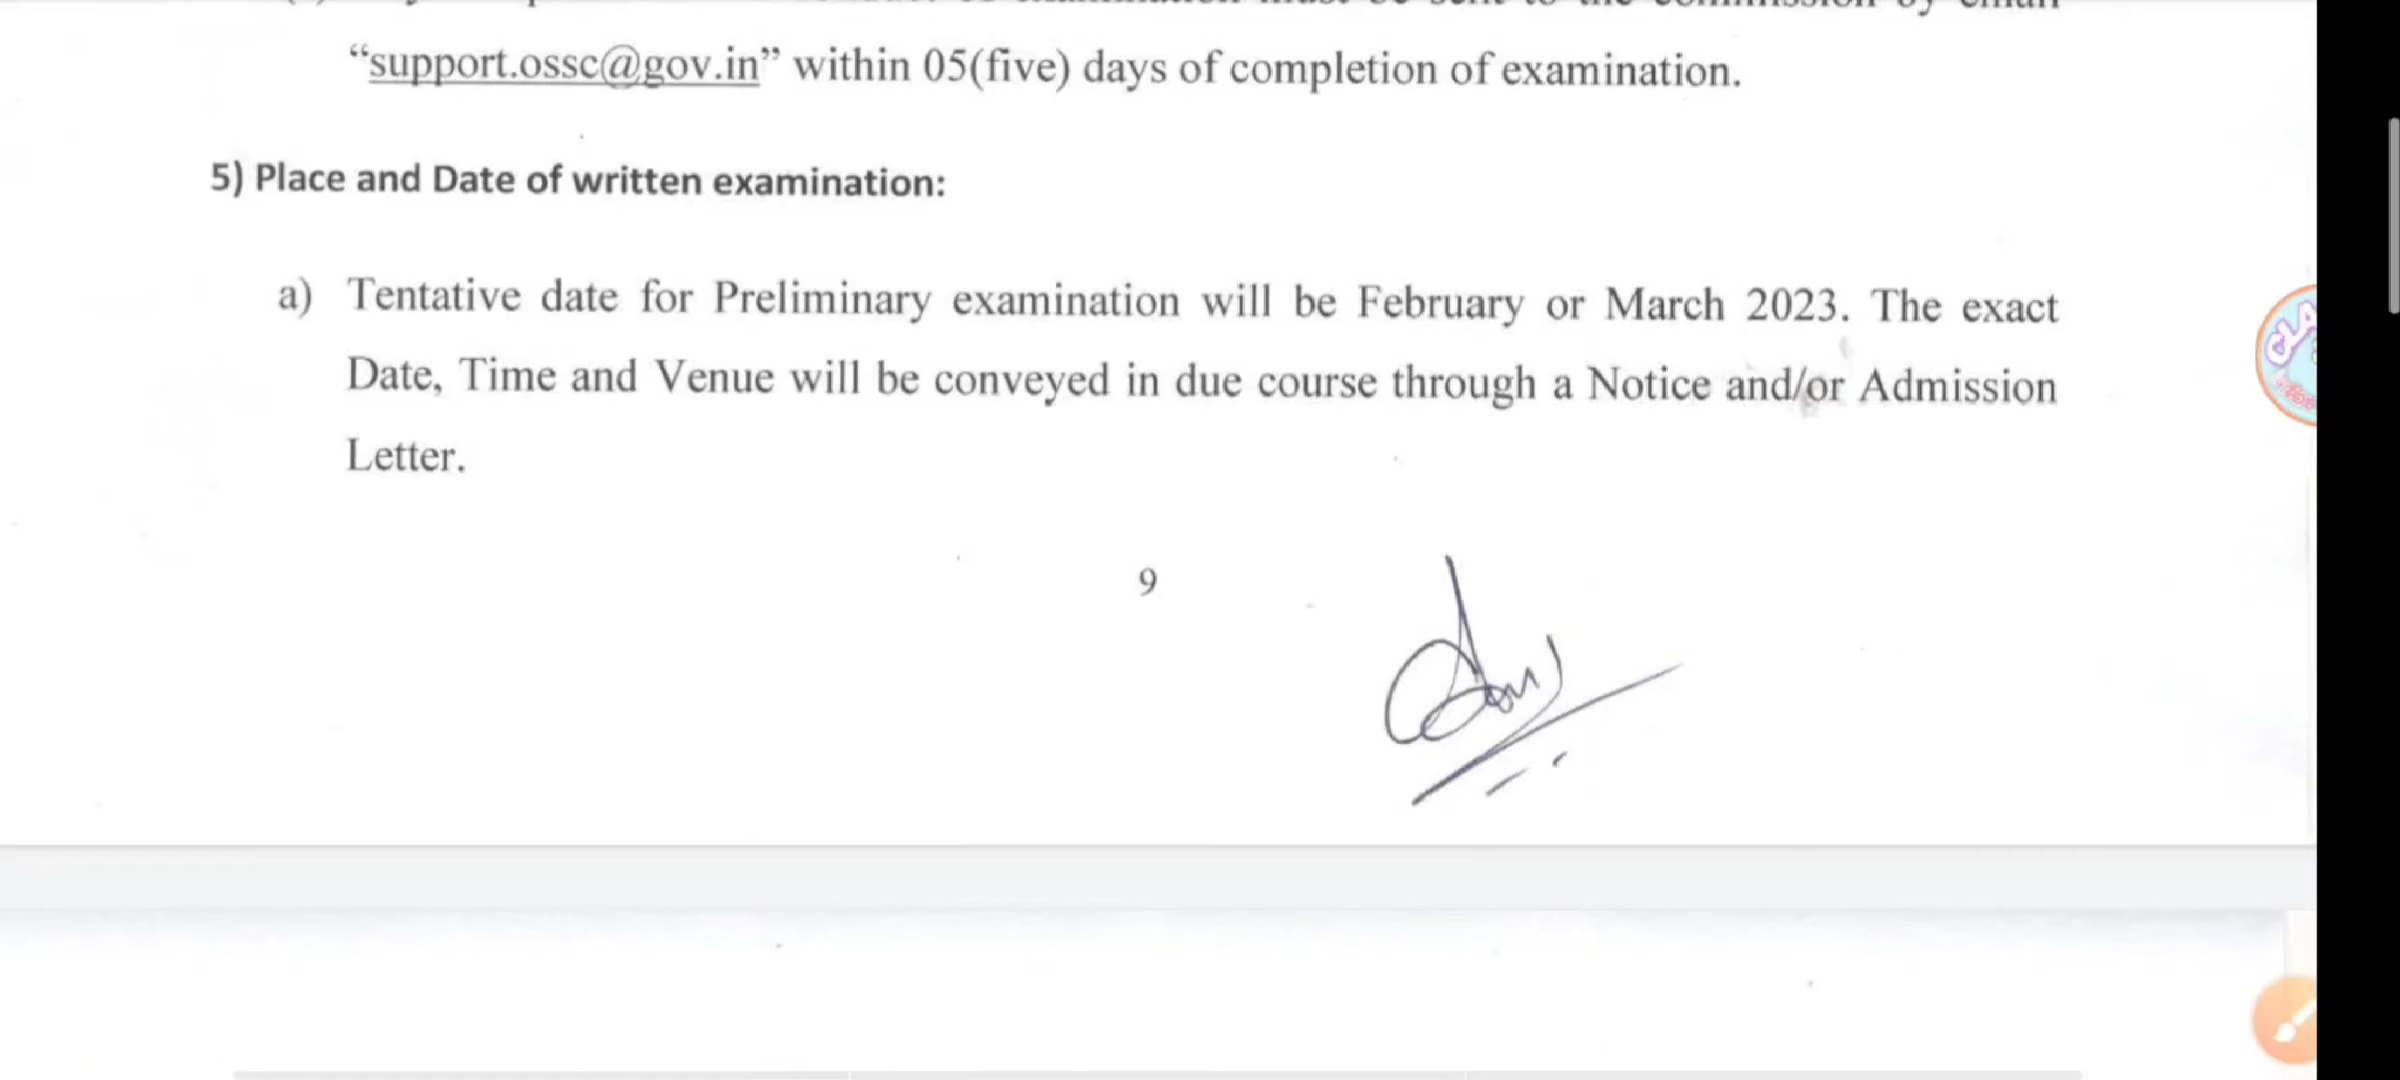 “support.ossc@gov.in” within 05(five) days of completion of examination.
5) Place and Date of written examination:
a) Tentative date for Preliminary examination will be February or March 2023. The exact
Date, Time and Venue will be conveyed in due course through a Notice and/or Admission
Letter.
9
CLA